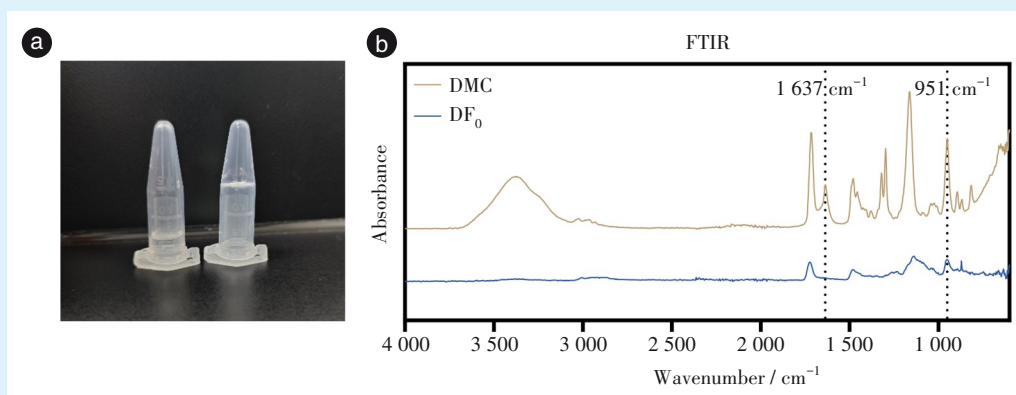 a
b
FTIR
DMC
DF₀
1 637 cm⁻¹
951 cm⁻¹
Absorbance
4 000 3 500 3 000 2 500 2 000 1 500 1 000
Wavenumber / cm⁻¹